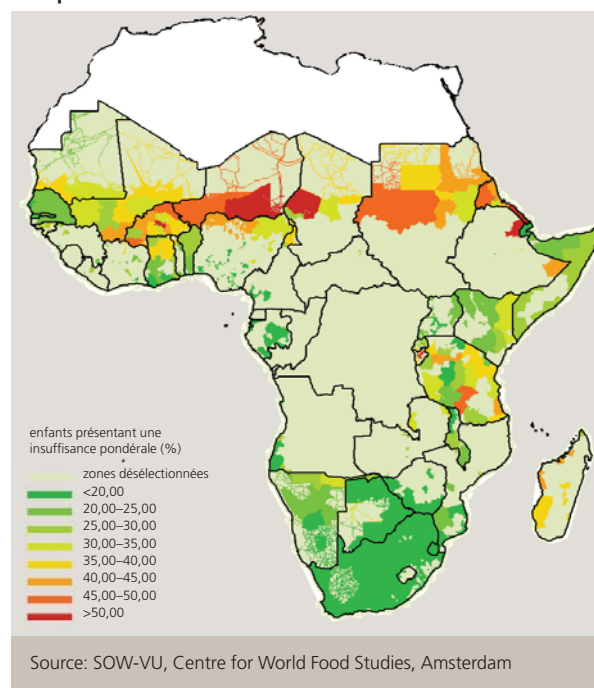 enfants présentant une
insuffisance pondérale (%)
zones désélectionnées
<20,00
20,00–25,00
25,00–30,00
30,00–35,00
35,00–40,00
40,00–45,00
45,00–50,00
>50,00
Source: SOW-VU, Centre for World Food Studies, Amsterdam